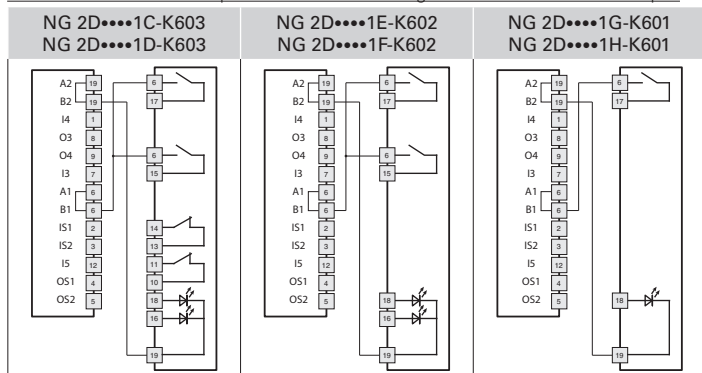 NG 2D••••1C-K603
NG 2D••••1D-K603
NG 2D••••1E-K602
NG 2D••••1F-K602
NG 2D••••1G-K601
NG 2D••••1H-K601
A2 19
B2 19
I4 1
O3 8
O4 9
I3 7
A1 6
B1 6
IS1 2
IS2 3
I5 12
OS1 4
OS2 5
6
17
6
15
14
13
11
10
18
16
19
A2 19
B2 19
I4 1
O3 8
O4 9
I3 7
A1 6
B1 6
IS1 2
IS2 3
I5 12
OS1 4
OS2 5
6
17
6
15
18
16
19
A2 19
B2 19
I4 1
O3 8
O4 9
I3 7
A1 6
B1 6
IS1 2
IS2 3
I5 12
OS1 4
OS2 5
6
17
18
19